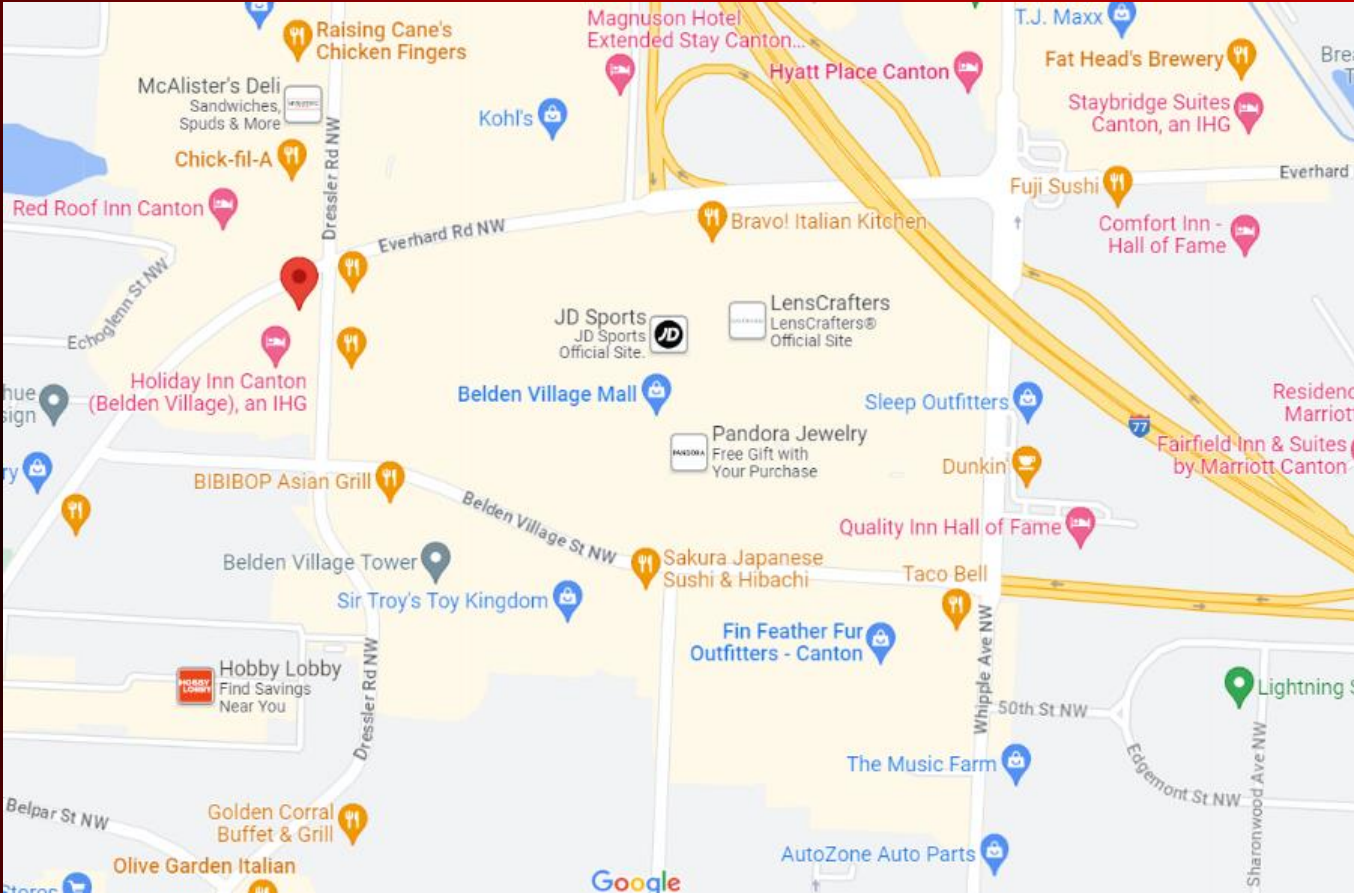 T.J. Maxx
Magnuson Hotel
Extended Stay Canton...
Raising Cane's
Chicken Fingers
Fat Head's Brewery
Hyatt Place Canton
McAlister's Deli
Sandwiches,
Spuds & More
Kohl's
Staybridge Suites
Canton, an IHG
Chick-fil-A
Dressler Rd NW
Everhard
Fuji Sushi
Red Roof Inn Canton
Everhard Rd NW
Bravo! Italian Kitchen
Comfort Inn -
Hall of Fame
Echoglenn St NW
JD Sports
JD Sports
Official Site.
JD
LensCrafters
LensCrafters®
Official Site
Holiday Inn Canton
(Belden Village), an IHG
Belden Village Mall
Sleep Outfitters
77
Pandora Jewelry
Free Gift with
Your Purchase
PANDORA
Dunkin'
Fairfield Inn & Suites
by Marriott Canton
BIBIBOP Asian Grill
Belden Village St NW
Quality Inn Hall of Fame
Belden Village Tower
Sakura Japanese
Sushi & Hibachi
Taco Bell
Sir Troy's Toy Kingdom
Fin Feather Fur
Outfitters - Canton
Whipple Ave NW
Hobby Lobby
Find Savings
Near You
HOBBY
LOBBY
Dressler Rd NW
Lightning S
50th St NW
The Music Farm
Edgemont St NW
Sharonwood Ave NW
Belpar St NW
Golden Corral
Buffet & Grill
AutoZone Auto Parts
Olive Garden Italian
Google